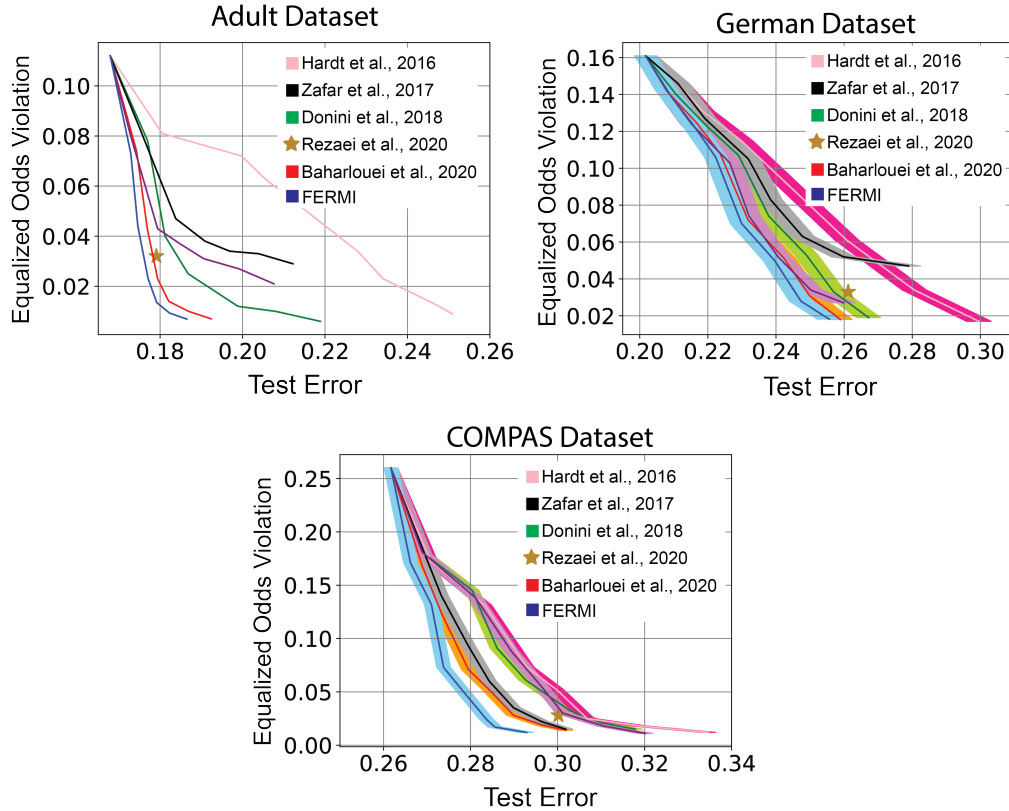 Adult Dataset
Equalized Odds Violation
0.10
0.08
0.06
0.04
0.02
Hardt et al., 2016
Zafar et al., 2017
Donini et al., 2018
Rezaei et al., 2020
Baharlouei et al., 2020
FERMI
0.18 0.20 0.22 0.24 0.26
Test Error
German Dataset
Equalized Odds Violation
0.16
0.14
0.12
0.10
0.08
0.06
0.04
0.02
Hardt et al., 2016
Zafar et al., 2017
Donini et al., 2018
Rezaei et al., 2020
Baharlouei et al., 2020
FERMI
0.20 0.22 0.24 0.26 0.28 0.30
Test Error
COMPAS Dataset
Equalized Odds Violation
0.25
0.20
0.15
0.10
0.05
0.00
Hardt et al., 2016
Zafar et al., 2017
Donini et al., 2018
Rezaei et al., 2020
Baharlouei et al., 2020
FERMI
0.26 0.28 0.30 0.32 0.34
Test Error